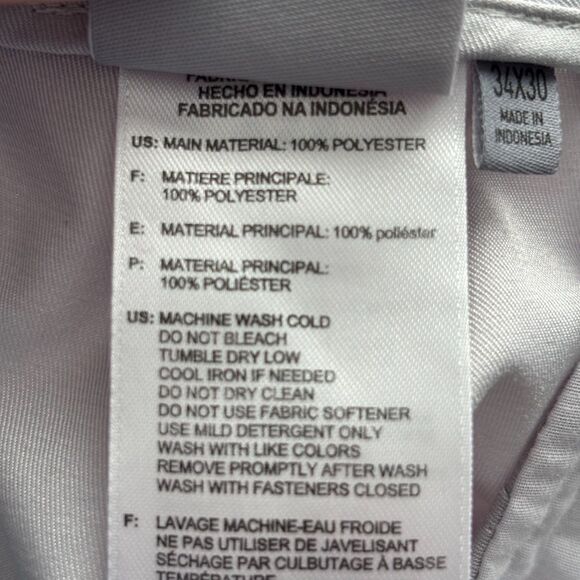 HECHO EN INDONESIA
FABRICADO NA INDONÉSIA
US: MAIN MATERIAL: 100% POLYESTER
F: MATIERE PRINCIPALE:
100% POLYESTER
E: MATERIAL PRINCIPAL: 100% poliéster
P: MATERIAL PRINCIPAL:
100% POLIÉSTER
US: MACHINE WASH COLD
DO NOT BLEACH
TUMBLE DRY LOW
COOL IRON IF NEEDED
DO NOT DRY CLEAN
DO NOT USE FABRIC SOFTENER
USE MILD DETERGENT ONLY
WASH WITH LIKE COLORS
REMOVE PROMPTLY AFTER WASH
WASH WITH FASTENERS CLOSED
F: LAVAGE MACHINE-EAU FROIDE
NE PAS UTILISER DE JAVELISANT
SÉCHAGE PAR CULBUTAGE À BASSE
TEMPÉRATURE
34X30
MADE IN
INDONESIA